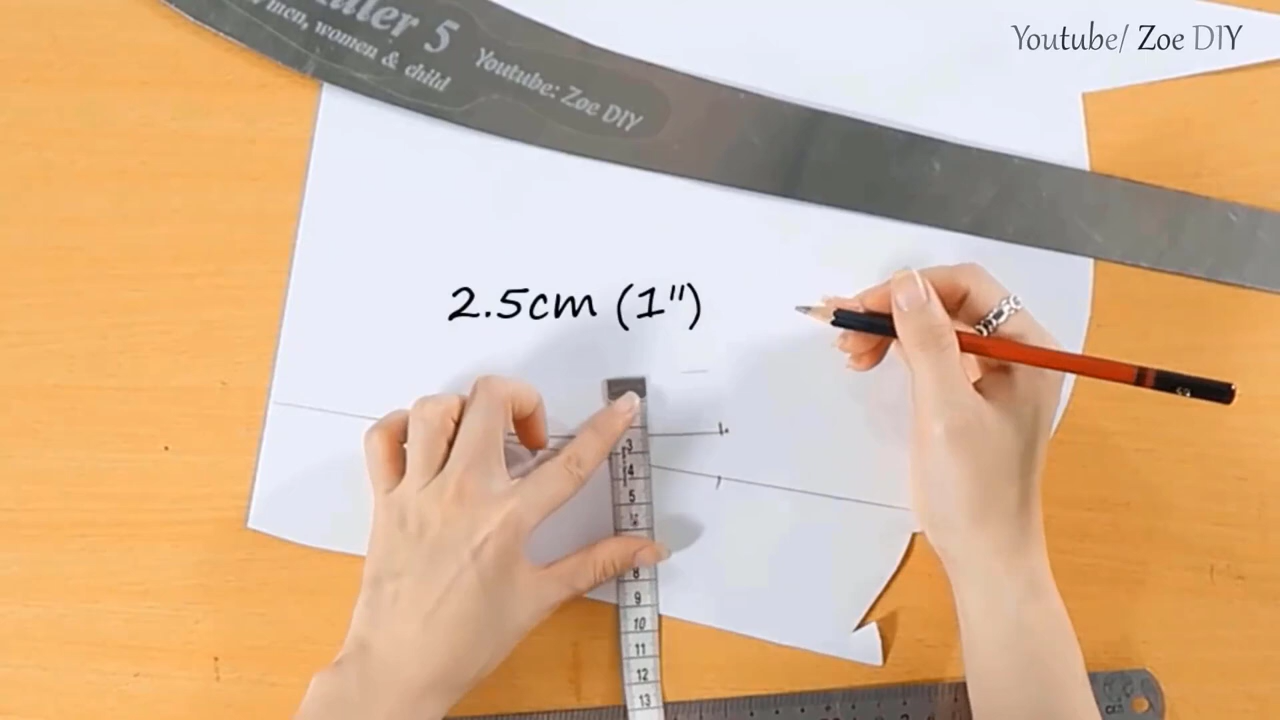 Youtube/ Zoe DIY
Ruler 5
men, women & child
Youtube: Zoe DIY
2.5cm (1")
3
4
5
8
9
10
11
12
13